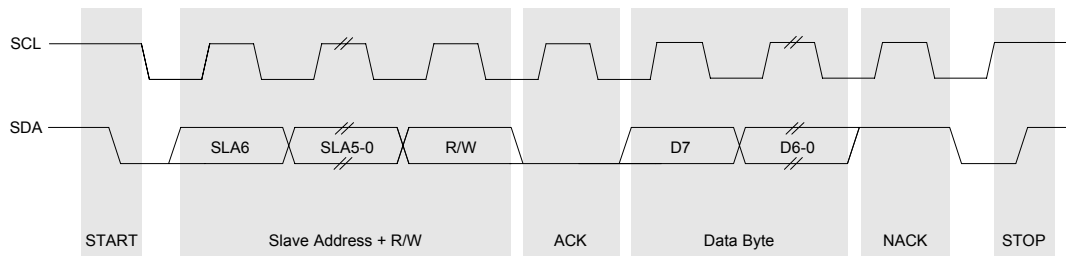 SCL
SDA
SLA6 SLA5-0 R/W D7 D6-0
START Slave Address + R/W ACK Data Byte NACK STOP